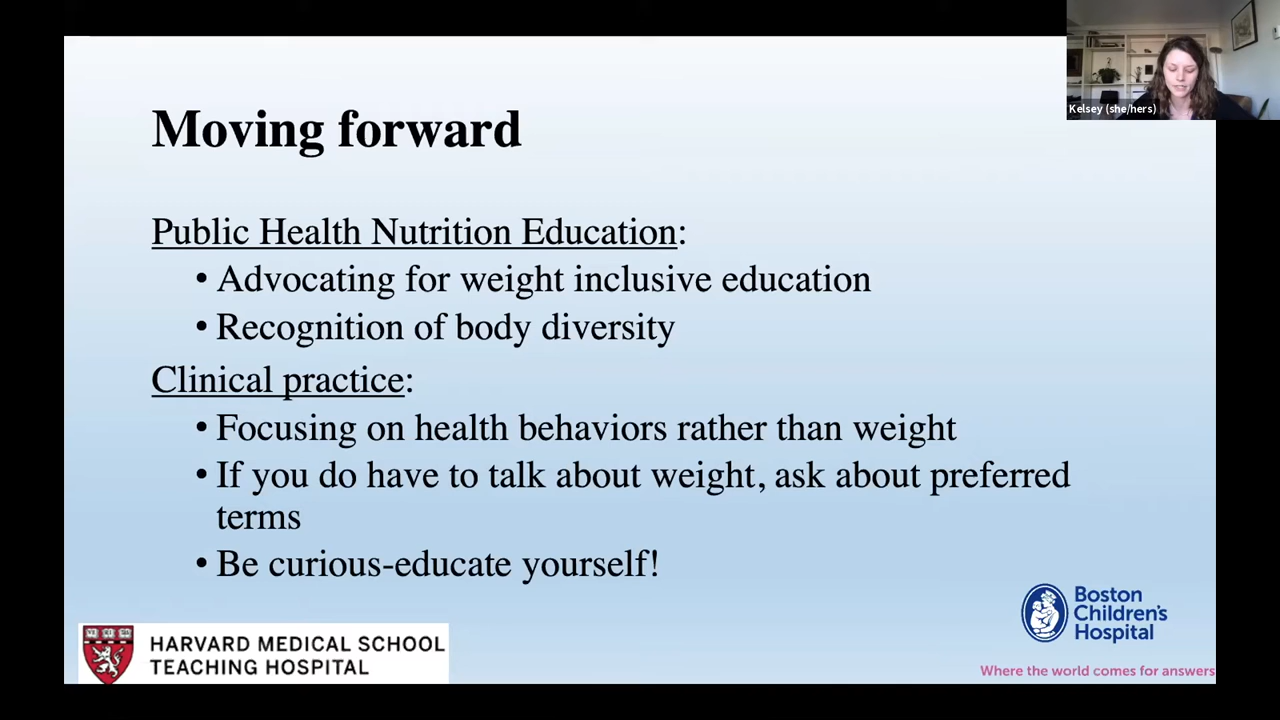 Kelsey (she/hers)
Moving forward
Public Health Nutrition Education:
• Advocating for weight inclusive education
• Recognition of body diversity
Clinical practice:
• Focusing on health behaviors rather than weight
• If you do have to talk about weight, ask about preferred
terms
• Be curious-educate yourself!
HARVARD MEDICAL SCHOOL
TEACHING HOSPITAL
Boston
Children's
Hospital
Where the world comes for answers